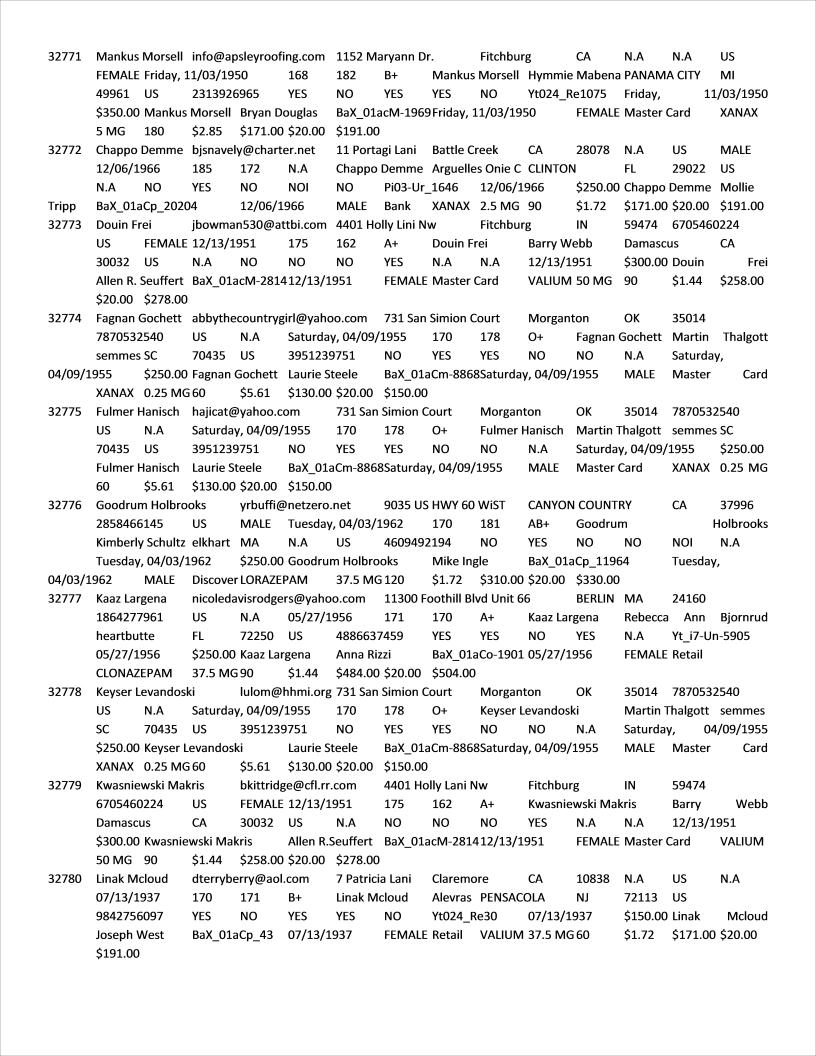 32771 Mankus Morsell info@apsleyroofing.com 1152 Maryann Dr. Fitchburg CA N.A N.A US
FEMALE Friday, 11/03/1950 168 182 B+ Mankus Morsell Hymmie Mabena PANAMA CITY MI
49961 US 2313926965 YES NO YES NO Yt024_Re1075 Friday, 11/03/1950
$350.00 Mankus Morsell Bryan Douglas BaX_01acM-1969 Friday, 11/03/1950 FEMALE Master Card XANAX
5 MG 180 $2.85 $171.00 $20.00 $191.00
32772 Chappo Demme bjsnavely@charter.net 11 Portagi Lani Battle Creek CA 28078 N.A US MALE
12/06/1966 185 172 N.A Chappo Demme Arguelles Onie C CLINTON FL 29022 US
N.A NO YES NO NOI NO Pi03-Ur_1646 12/06/1966 $250.00 Chappo Demme Mollie
Tripp BaX_01aCp_20204 12/06/1966 MALE Bank XANAX 2.5 MG 90 $1.72 $171.00 $20.00 $191.00
32773 Douin Frei jbowman530@attbi.com 4401 Holly Lini Nw Fitchburg IN 59474 6705460224
US FEMALE 12/13/1951 175 162 A+ Douin Frei Barry Webb Damascus CA
30032 US N.A NO NO NO YES N.A N.A 12/13/1951 $300.00 Douin Frei
Allen R. Seuffert BaX_01acM-2814 12/13/1951 FEMALE Master Card VALIUM 50 MG 90 $1.44 $258.00
$20.00 $278.00
32774 Fagnan Gochett abbythecountrygirl@yahoo.com 731 San Simion Court Morganton OK 35014
7870532540 US N.A Saturday, 04/09/1955 170 178 O+ Fagnan Gochett Martin Thalgott
semmes SC 70435 US 3951239751 NO YES YES NO NO N.A Saturday,
04/09/1955 $250.00 Fagnan Gochett Laurie Steele BaX_01aCm-8868 Saturday, 04/09/1955 MALE Master Card
XANAX 0.25 MG 60 $5.61 $130.00 $20.00 $150.00
32775 Fulmer Hanisch hajicat@yahoo.com 731 San Simion Court Morganton OK 35014 7870532540
US N.A Saturday, 04/09/1955 170 178 O+ Fulmer Hanisch Martin Thalgott semmes SC
70435 US 3951239751 NO YES YES NO NO N.A Saturday, 04/09/1955 $250.00
Fulmer Hanisch Laurie Steele BaX_01aCm-8868 Saturday, 04/09/1955 MALE Master Card XANAX 0.25 MG
60 $5.61 $130.00 $20.00 $150.00
32776 Goodrum Holbrooks yrbuffi@netzero.net 9035 US HWY 60 WiST CANYON COUNTRY CA 37996
2858466145 US MALE Tuesday, 04/03/1962 170 181 AB+ Goodrum Holbrooks
Kimberly Schultz elkhart MA N.A US 4609492194 NO YES NO NO NOI N.A
Tuesday, 04/03/1962 $250.00 Goodrum Holbrooks Mike Ingle BaX_01aCp_11964 Tuesday,
04/03/1962 MALE Discover LORAZEPAM 37.5 MG 120 $1.72 $310.00 $20.00 $330.00
32777 Kaaz Largena nicoledavisrodgers@yahoo.com 11300 Foothill Blvd Unit 66 BERLIN MA 24160
1864277961 US N.A 05/27/1956 171 170 A+ Kaaz Largena Rebecca Ann Bjornrud
heartbutte FL 72250 US 4886637459 YES YES NO YES N.A Yt_i7-Un-5905
05/27/1956 $250.00 Kaaz Largena Anna Rizzi BaX_01aCo-1901 05/27/1956 FEMALE Retail
CLONAZEPAM 37.5 MG 90 $1.44 $484.00 $20.00 $504.00
32778 Keyser Levandoski lulom@hhmi.org 731 San Simion Court Morganton OK 35014 7870532540
US N.A Saturday, 04/09/1955 170 178 O+ Keyser Levandoski Martin Thalgott semmes
SC 70435 US 3951239751 NO YES YES NO NO N.A Saturday, 04/09/1955
$250.00 Keyser Levandoski Laurie Steele BaX_01aCm-8868 Saturday, 04/09/1955 MALE Master Card
XANAX 0.25 MG 60 $5.61 $130.00 $20.00 $150.00
32779 Kwasniewski Makris bkittridge@cfl.rr.com 4401 Holly Lani Nw Fitchburg IN 59474
6705460224 US FEMALE 12/13/1951 175 162 A+ Kwasniewski Makris Barry Webb
Damascus CA 30032 US N.A NO NO NO YES N.A N.A 12/13/1951
$300.00 Kwasniewski Makris Allen R.Seuffert BaX_01acM-2814 12/13/1951 FEMALE Master Card VALIUM
50 MG 90 $1.44 $258.00 $20.00 $278.00
32780 Linak Mcloud dterryberry@aol.com 7 Patricia Lani Claremore CA 10838 N.A US N.A
07/13/1937 170 171 B+ Linak Mcloud Alevras PENSACOLA NJ 72113 US
9842756097 YES NO YES YES NO Yt024_Re30 07/13/1937 $150.00 Linak Mcloud
Joseph West BaX_01aCp_43 07/13/1937 FEMALE Retail VALIUM 37.5 MG 60 $1.72 $171.00 $20.00
$191.00